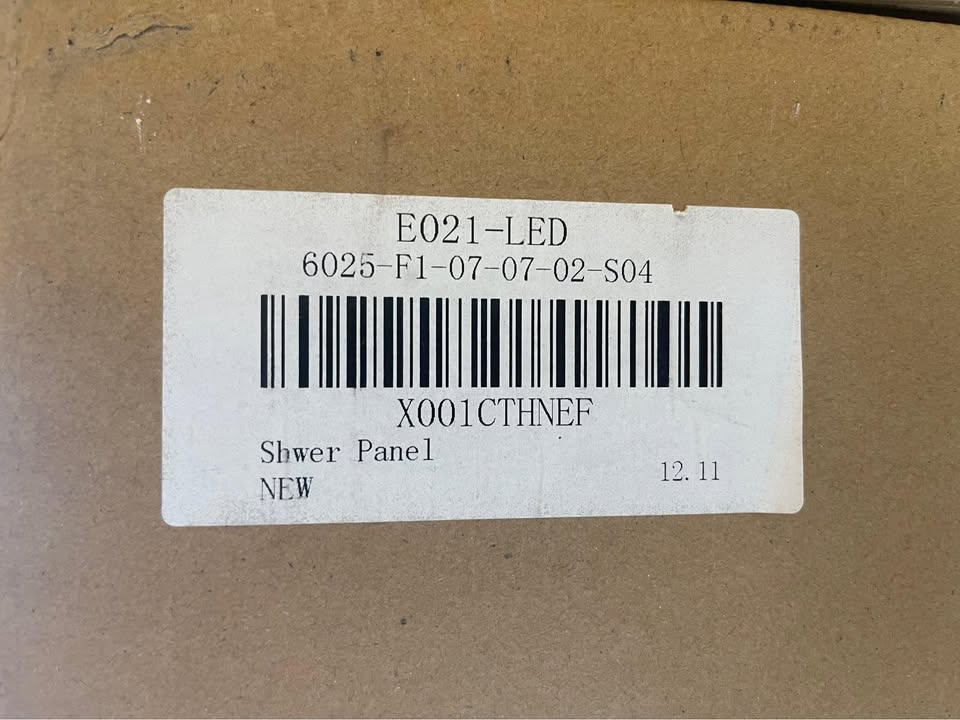 E021-LED
6025-F1-07-07-02-S04
X001CTHNEF
Shwer Panel
NEW
12.11